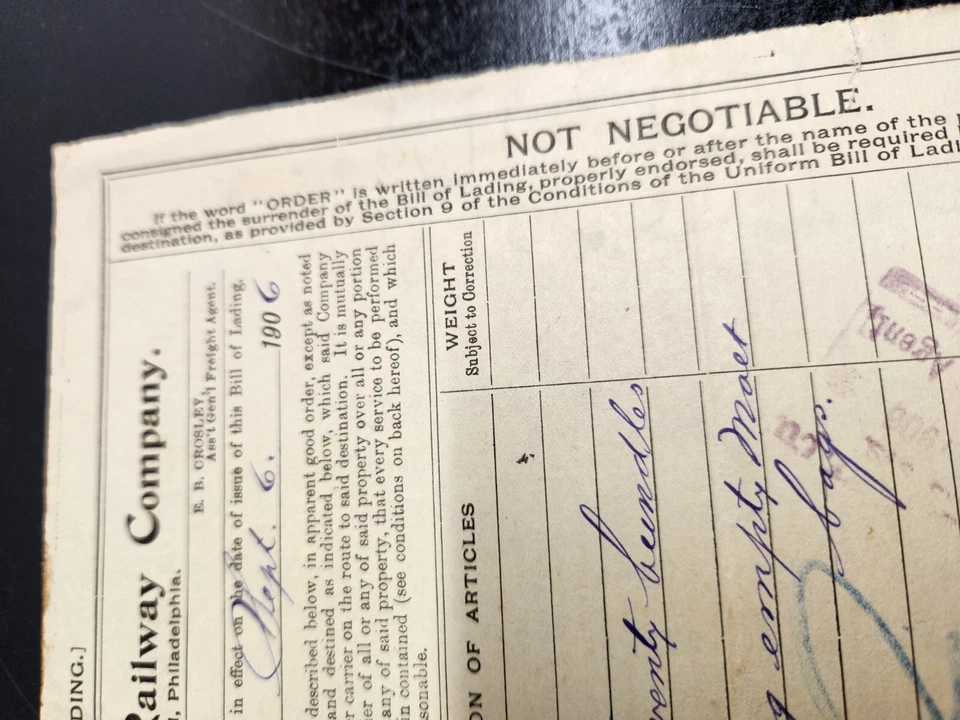 NOT NEGOTIABLE.
If the word "ORDER" is written immediately before or after the name of the
consigned the surrender of the Bill of Lading, properly endorsed, shall be required
destination, as provided by Section 9 of the Conditions of the Uniform Bill of Ladi
DING.]
Railway Company.
, Philadelphia.
E. B. CROSLEY,
Ass't Gen'l Freight Agent.
in effect on the date of issue of this Bill of Lading,
Sept. 6. 1906
described below, in apparent good order, except as noted
and destined as indicated below, which said Company
r carrier on the route to said destination. It is mutually
er of all or any of said property over all or any portion
any of said property, that every service to be performed
in contained (see conditions on back hereof), and which
sonable.
ON OF ARTICLES
WEIGHT
Subject to Correction
venty bundles
g empty Malt
bags.
Agent